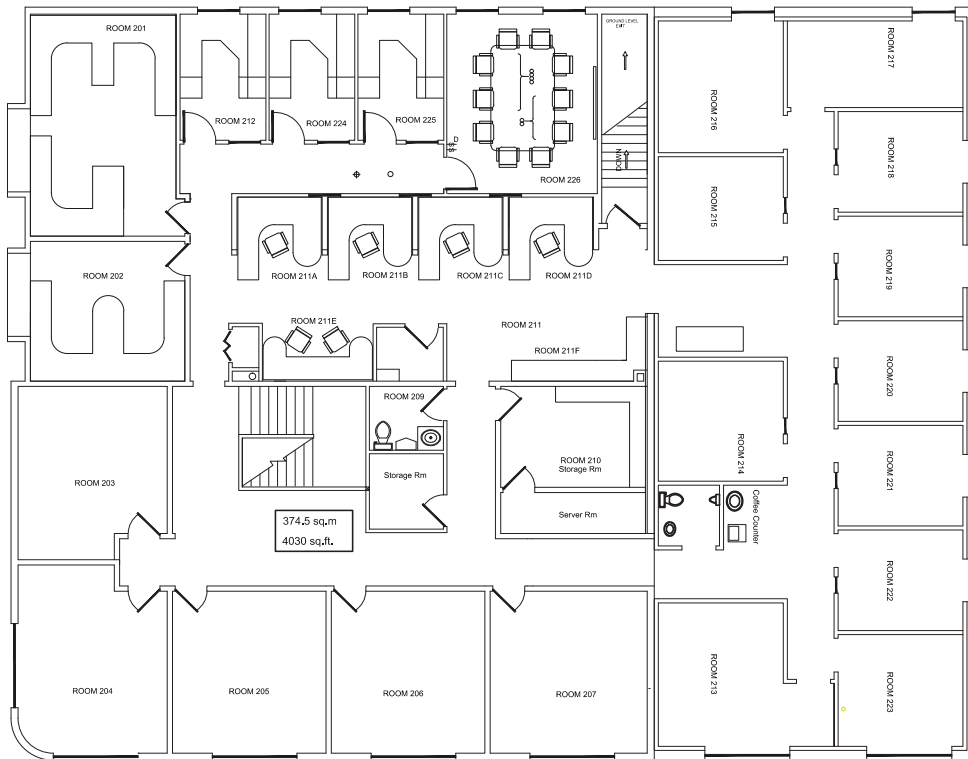 ROOM 201
GROUND LEVEL
EXIT
ROOM 217
ROOM 216
ROOM 212
ROOM 224
ROOM 225
ROOM 226
DOWN
ROOM 218
ROOM 215
ROOM 202
ROOM 211A
ROOM 211B
ROOM 211C
ROOM 211D
ROOM 219
ROOM 211E
ROOM 211
ROOM 211F
ROOM 220
ROOM 209
ROOM 214
ROOM 210
Storage Rm
Storage Rm
ROOM 203
ROOM 221
Server Rm
Coffee Counter
374.5 sq.m
4030 sq.ft.
ROOM 222
ROOM 204
ROOM 205
ROOM 206
ROOM 207
ROOM 213
ROOM 223